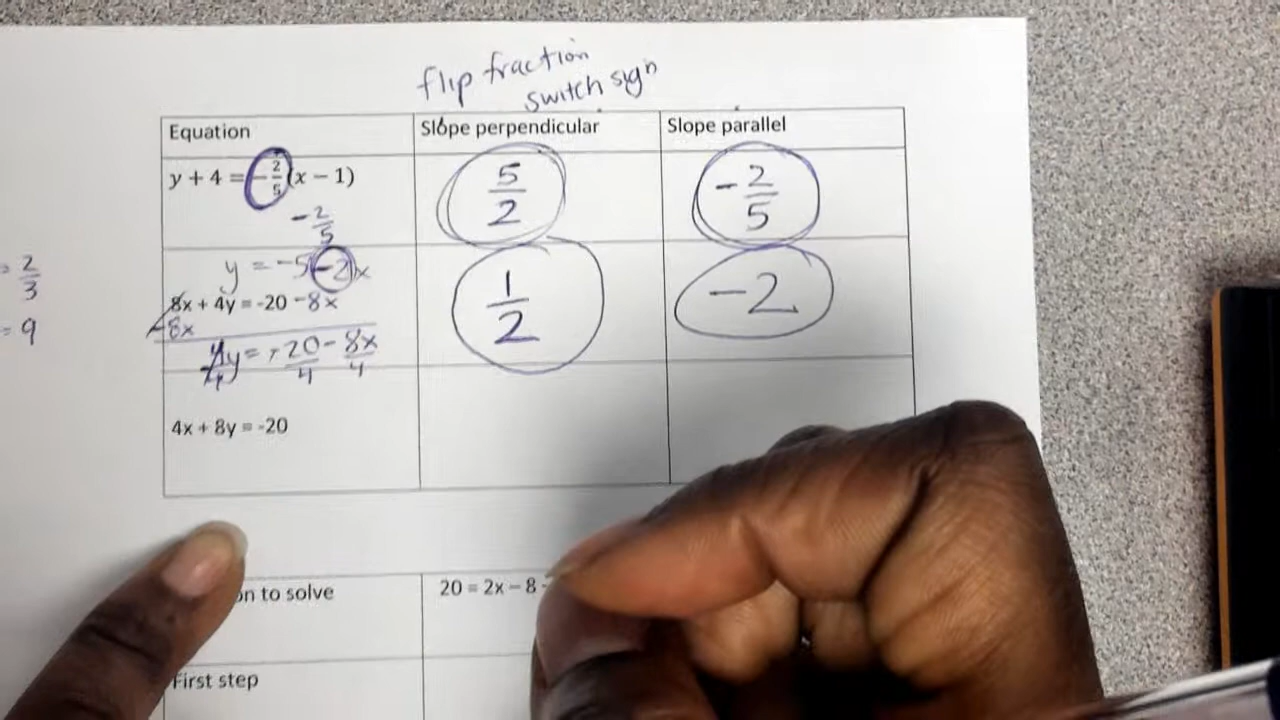 flip fraction
switch sign
Equation Slope perpendicular Slope parallel
y + 4 = -2/5(x - 1) 5/2 -2/5
-2/5
= 2/3
y = -5 -2x
8x + 4y = -20 -8x 1/2 -2
-8x
= 9
4y = -20/4 - 8x/4
4x + 8y = -20
on to solve 20 = 2x - 8
First step